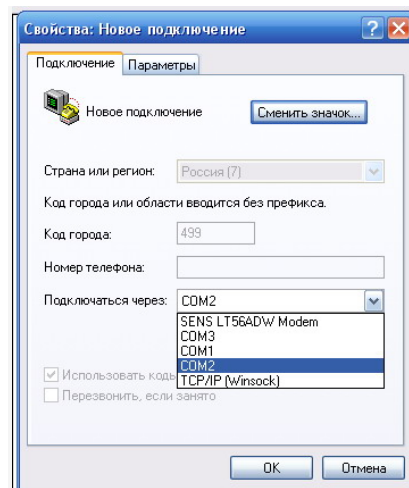 Свойства: Новое подключение
Подключение Параметры
Новое подключение Сменить значок...
Страна или регион: Россия (7)
Код города или области вводится без префикса.
Код города: 499
Номер телефона:
Подключаться через: COM2
SENS LT56ADW Modem
COM3
COM1
COM2
TCP/IP (Winsock)
Использовать коды
Перезвонить, если занято
OK Отмена